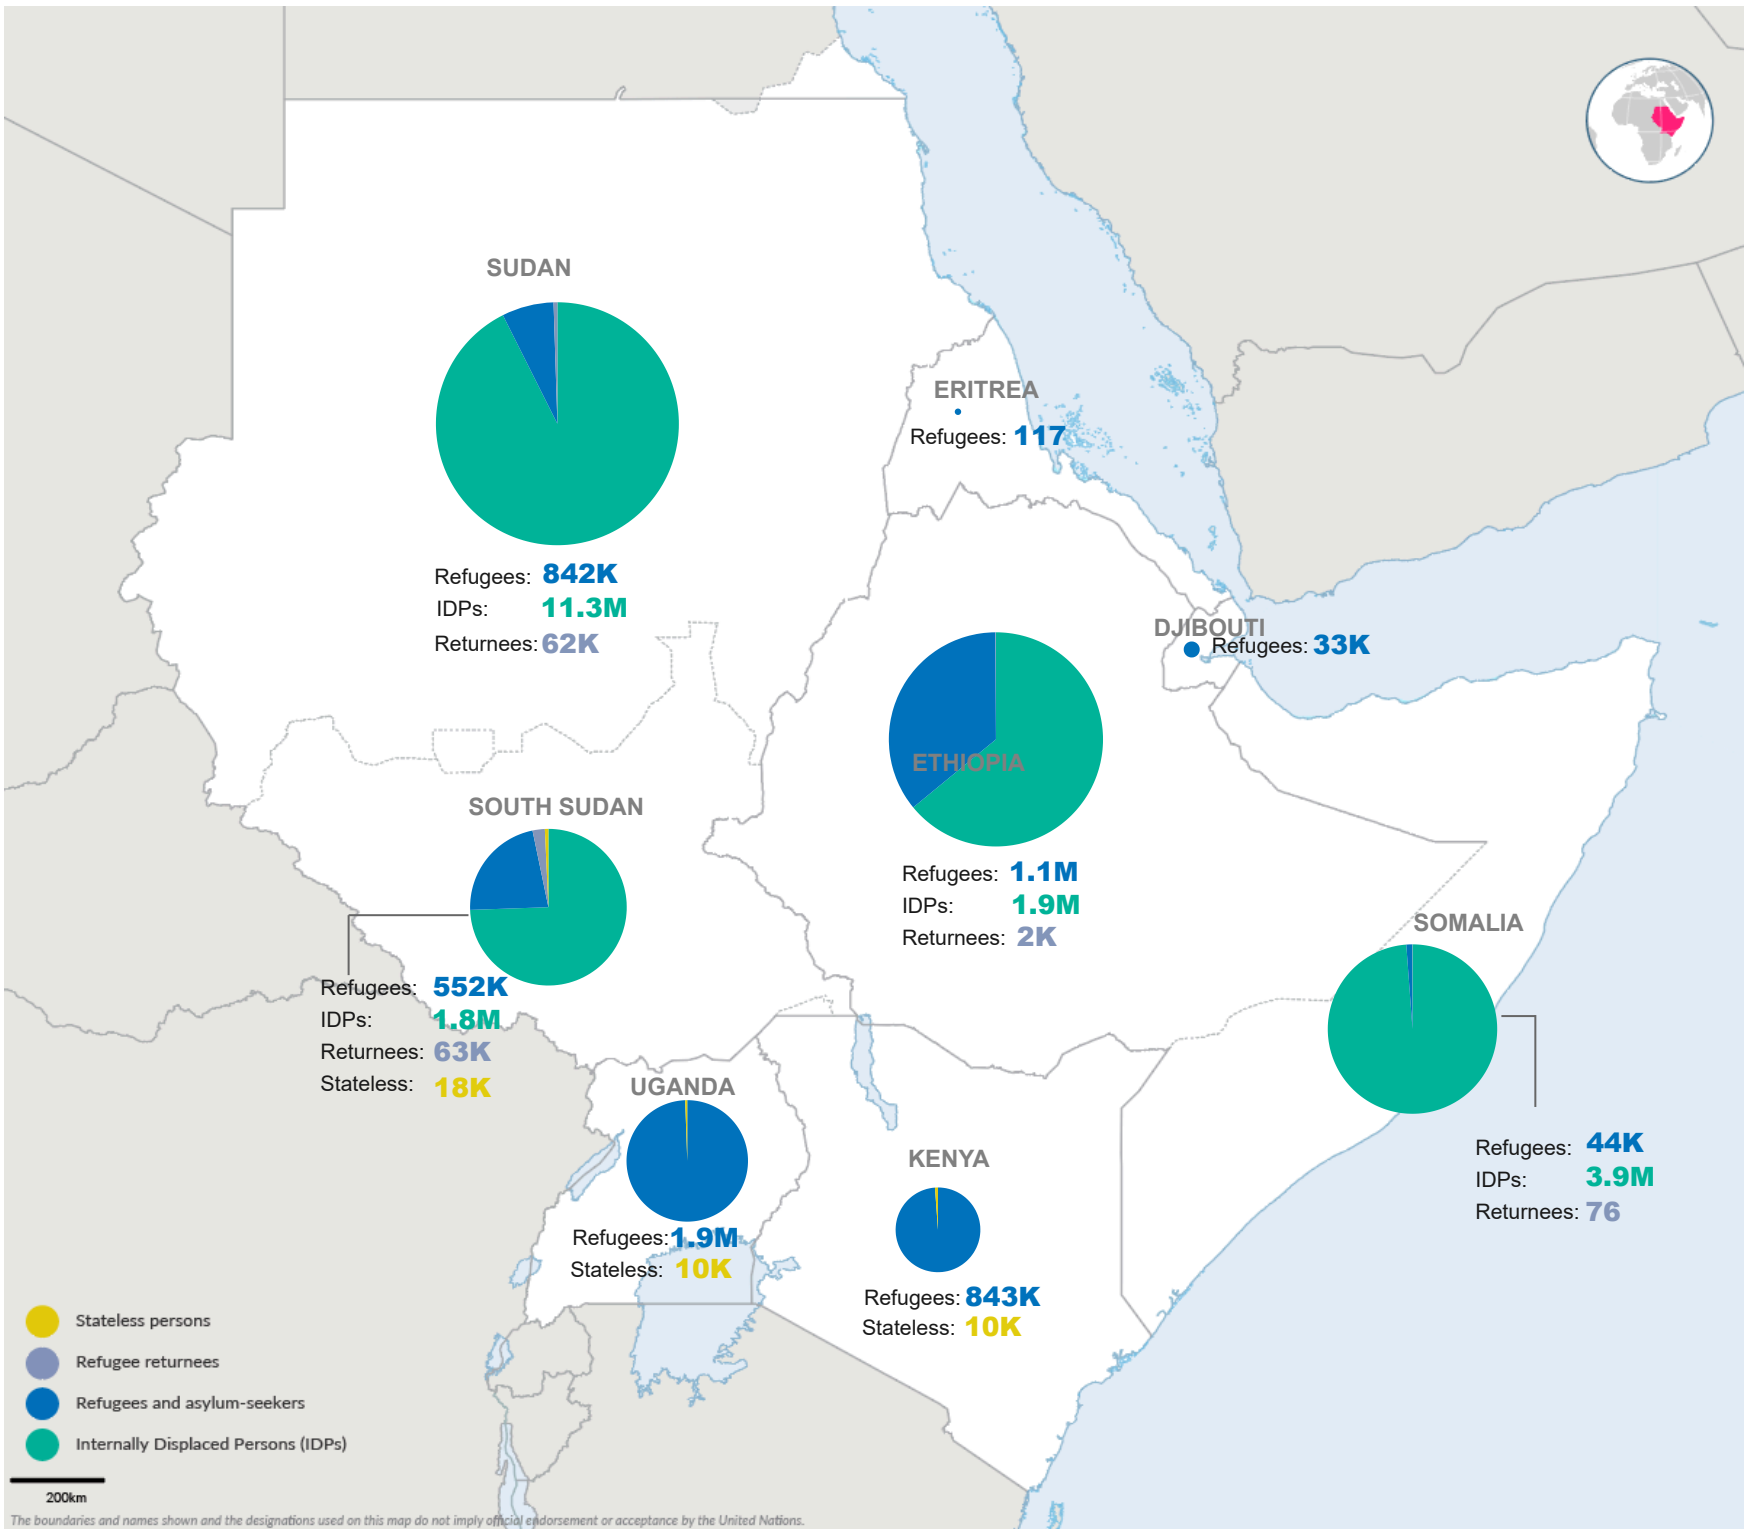 SUDAN
Refugees: 842K
IDPs: 11.3M
Returnees: 62K
ERITREA
Refugees: 117
DJIBOUTI
Refugees: 33K
ETHIOPIA
Refugees: 1.1M
IDPs: 1.9M
Returnees: 2K
SOUTH SUDAN
Refugees: 552K
IDPs: 1.8M
Returnees: 63K
Stateless: 18K
SOMALIA
Refugees: 44K
IDPs: 3.9M
Returnees: 76
UGANDA
Refugees: 1.9M
Stateless: 10K
KENYA
Refugees: 843K
Stateless: 10K
Stateless persons
Refugee returnees
Refugees and asylum-seekers
Internally Displaced Persons (IDPs)
200km
The boundaries and names shown and the designations used on this map do not imply official endorsement or acceptance by the United Nations.